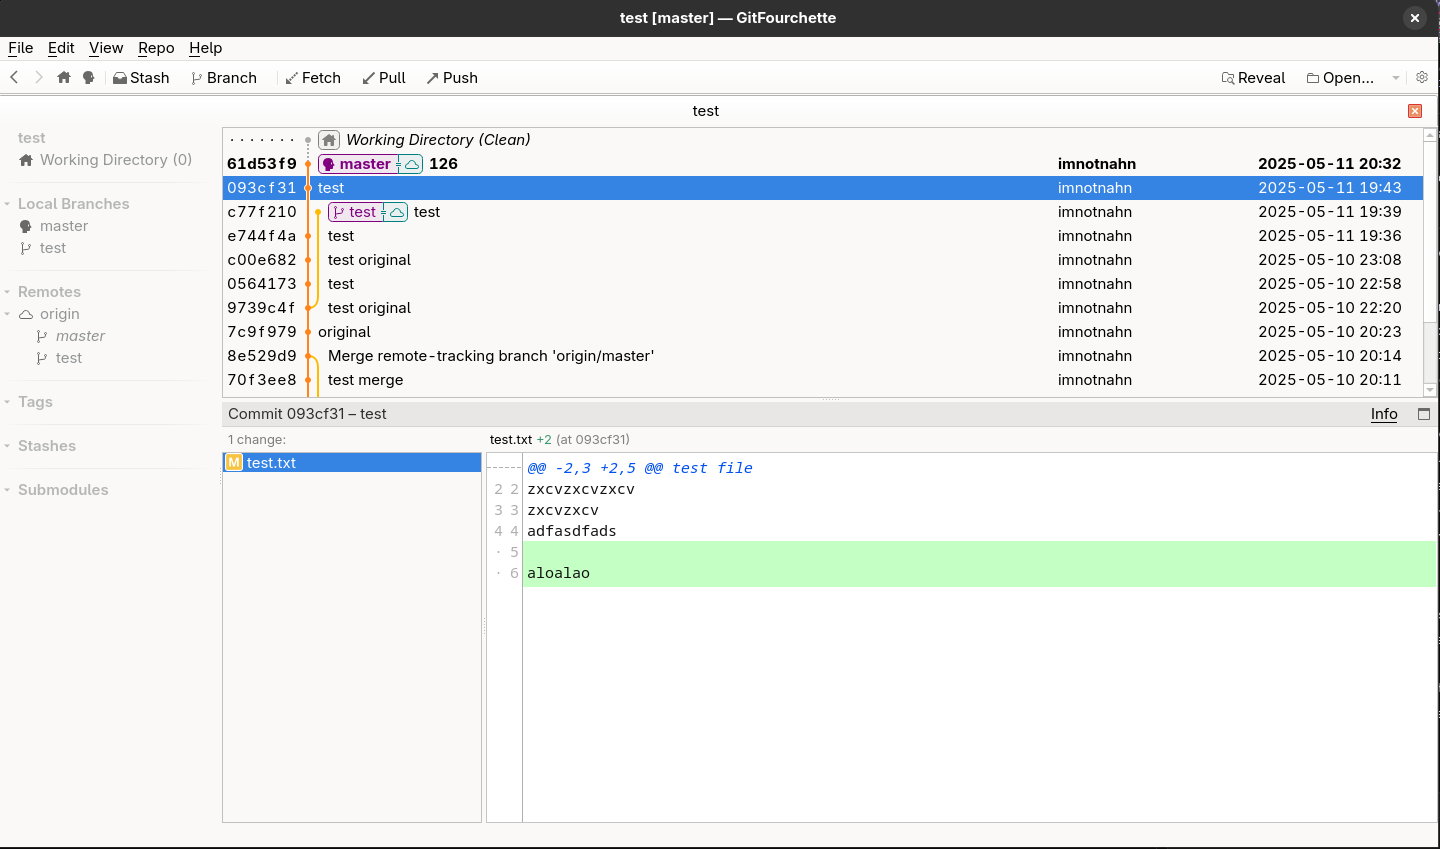 test [master] — GitFourchette
File Edit View Repo Help
Stash Branch Fetch Pull Push Reveal Open...
test
test
Working Directory (0)
Local Branches
master
test
Remotes
origin
master
test
Tags
Stashes
Submodules
....... Working Directory (Clean)
61d53f9 master 126 imnotnahn 2025-05-11 20:32
093cf31 test imnotnahn 2025-05-11 19:43
c77f210 test test imnotnahn 2025-05-11 19:39
e744f4a test imnotnahn 2025-05-11 19:36
c00e682 test original imnotnahn 2025-05-10 23:08
0564173 test imnotnahn 2025-05-10 22:58
9739c4f test original imnotnahn 2025-05-10 22:20
7c9f979 original imnotnahn 2025-05-10 20:23
8e529d9 Merge remote-tracking branch 'origin/master' imnotnahn 2025-05-10 20:14
70f3ee8 test merge imnotnahn 2025-05-10 20:11
Commit 093cf31 – test Info
1 change:
M test.txt
test.txt +2 (at 093cf31)
@@ -2,3 +2,5 @@ test file
2 2 zxcvzxcvzxcv
3 3 zxcvzxcv
4 4 adfasdfads
· 5
· 6 aloalao